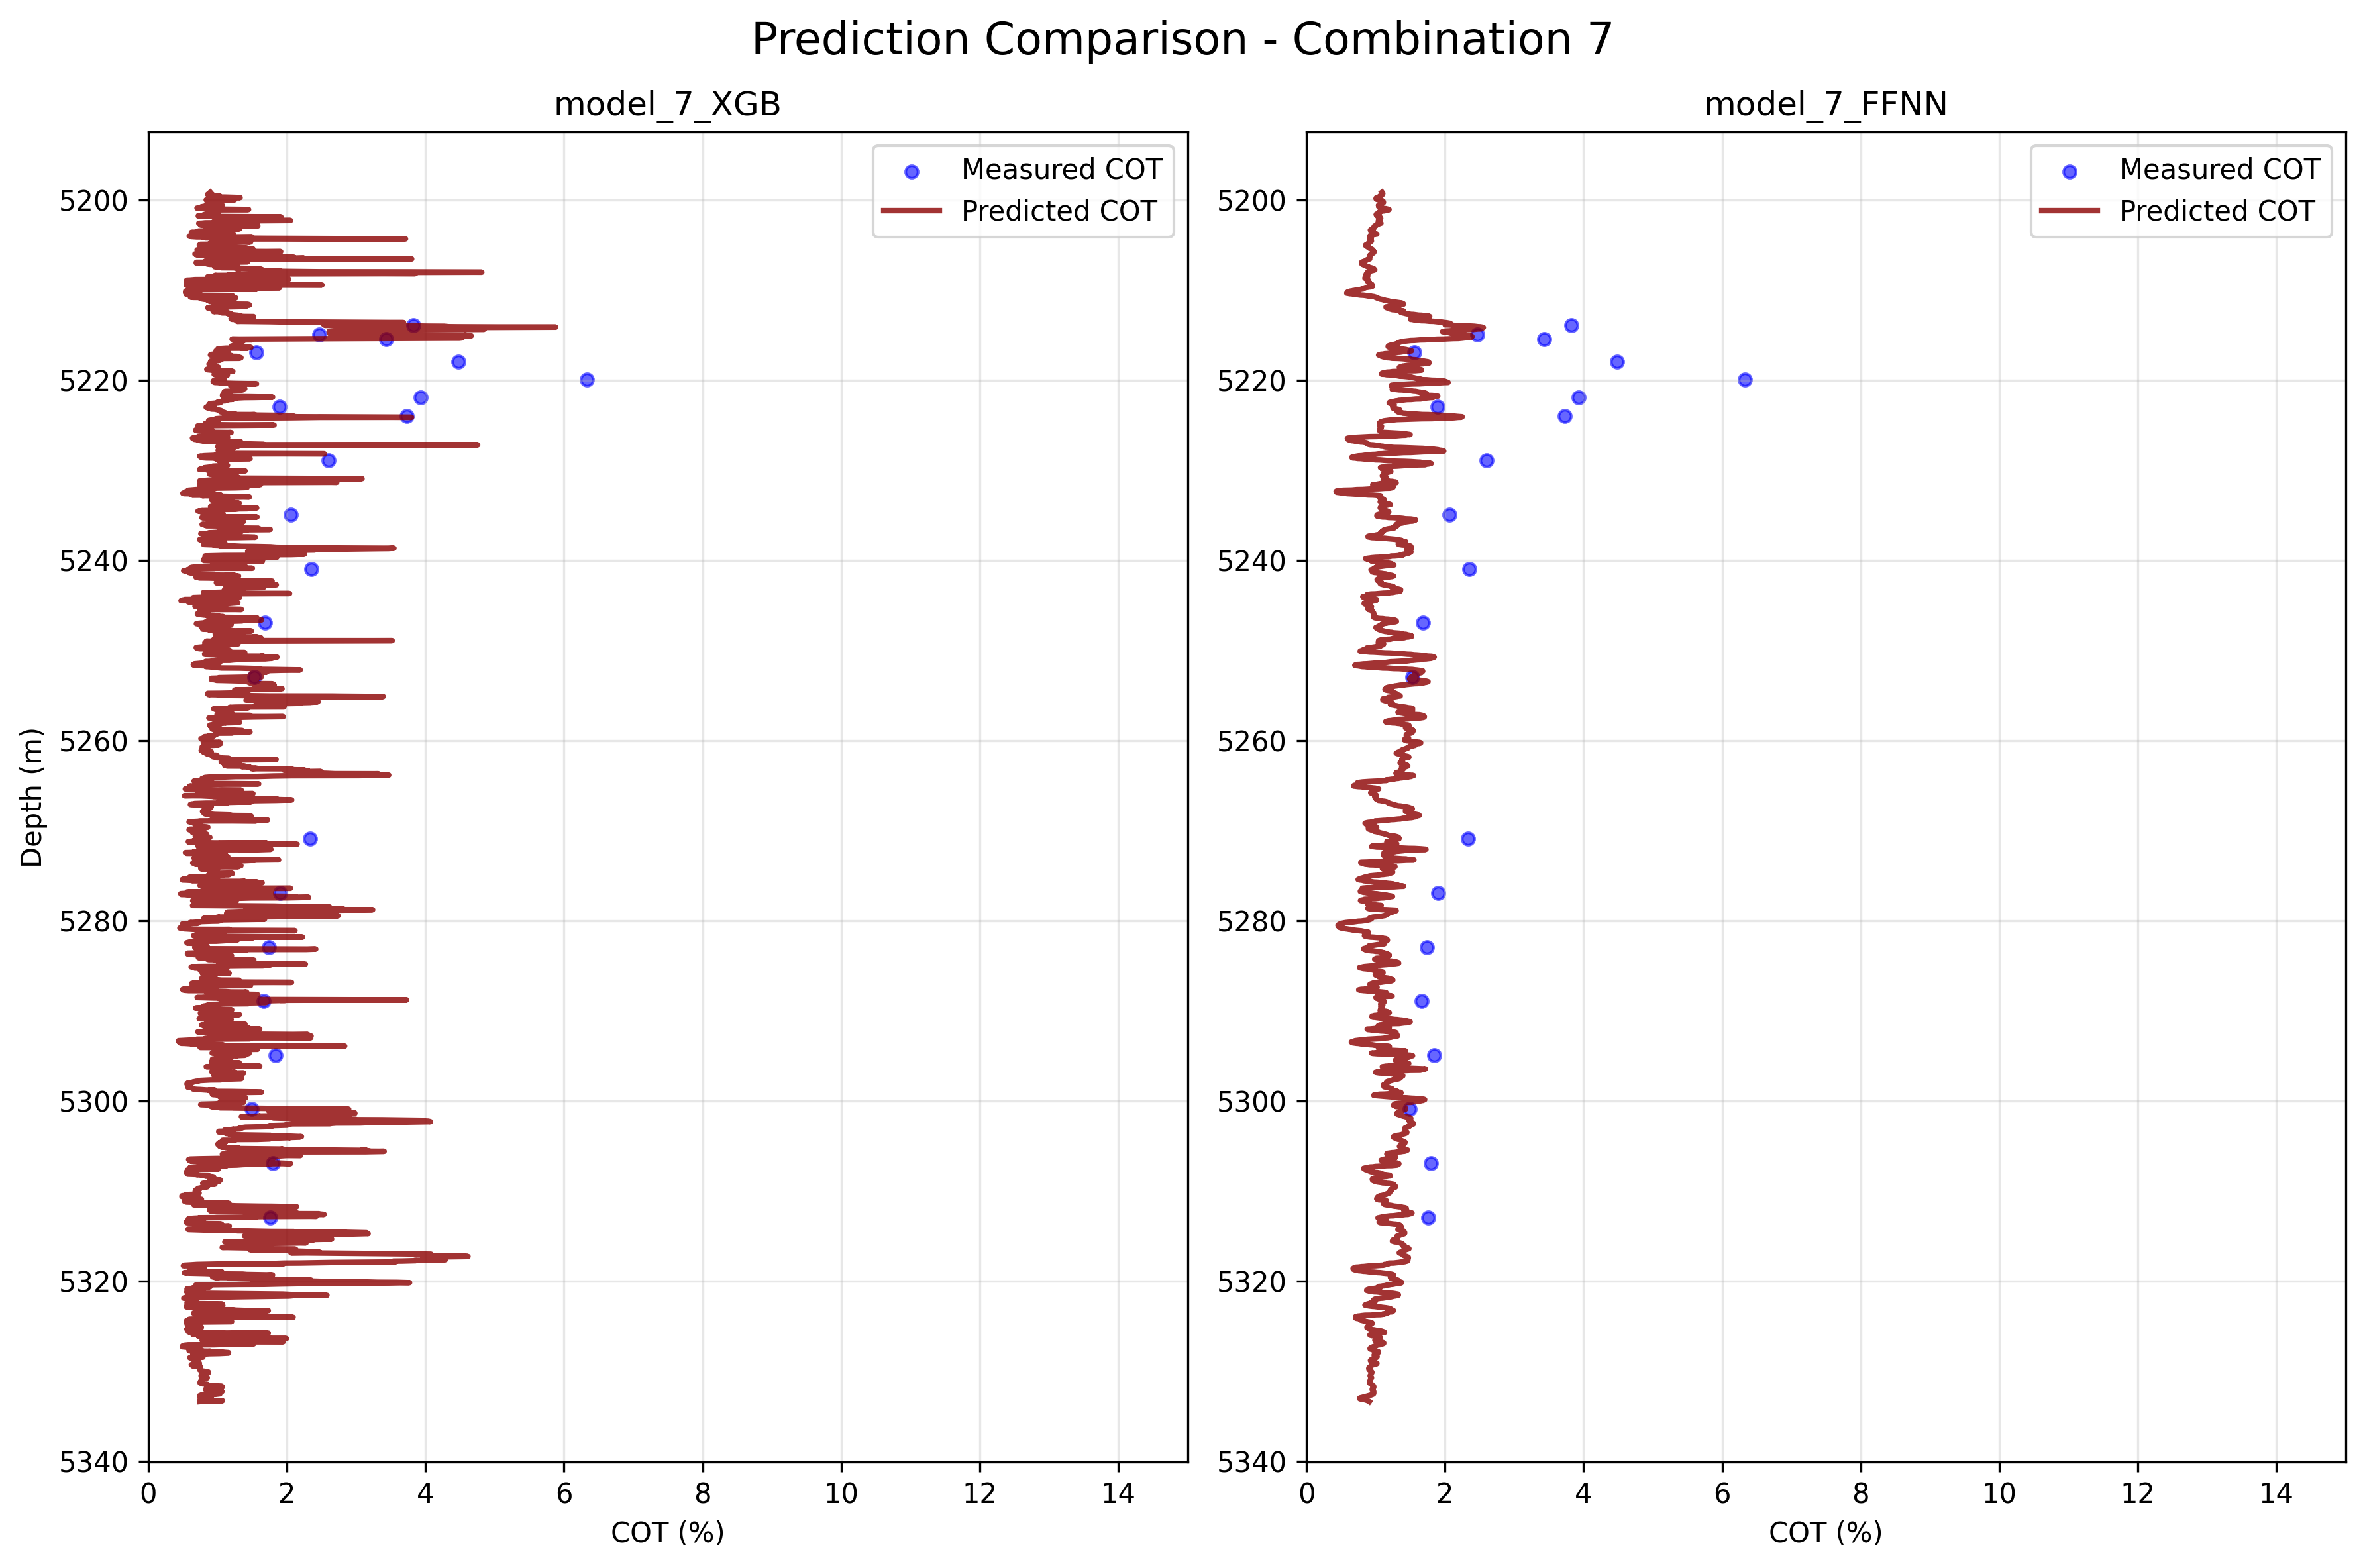 Prediction Comparison - Combination 7
model_7_XGB
model_7_FFNN
Measured COT
Predicted COT
Measured COT
Predicted COT
Depth (m)
5200
5220
5240
5260
5280
5300
5320
5340
5200
5220
5240
5260
5280
5300
5320
5340
0 2 4 6 8 10 12 14
0 2 4 6 8 10 12 14
COT (%)
COT (%)